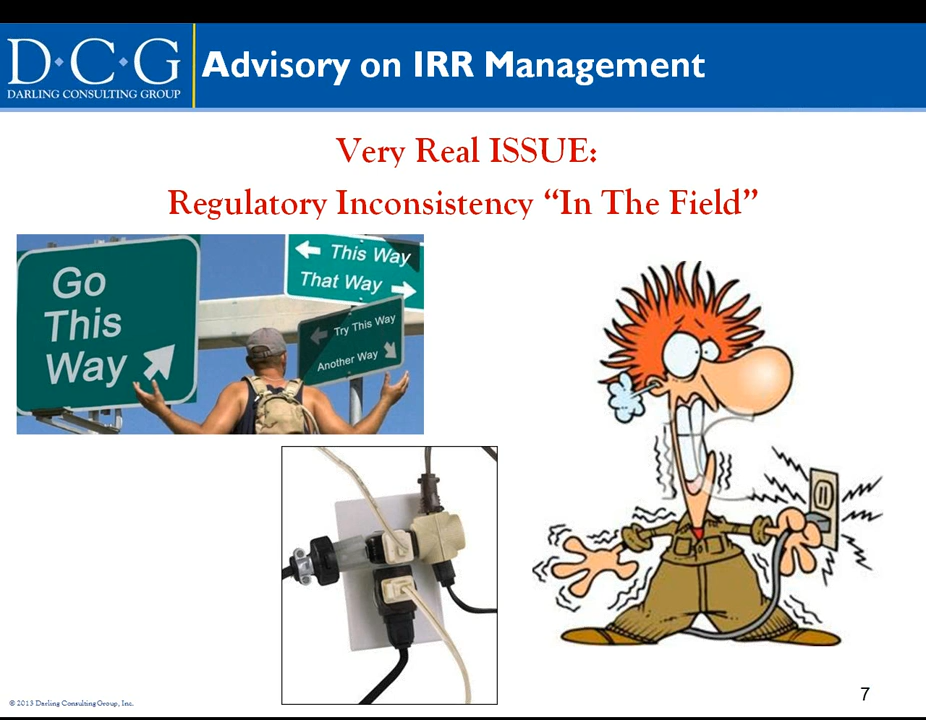 D·C·G
DARLING CONSULTING GROUP
Advisory on IRR Management
Very Real ISSUE:
Regulatory Inconsistency “In The Field”
Go
This
Way
This Way
That Way
Try This Way
Another Way
© 2013 Darling Consulting Group, Inc.
7